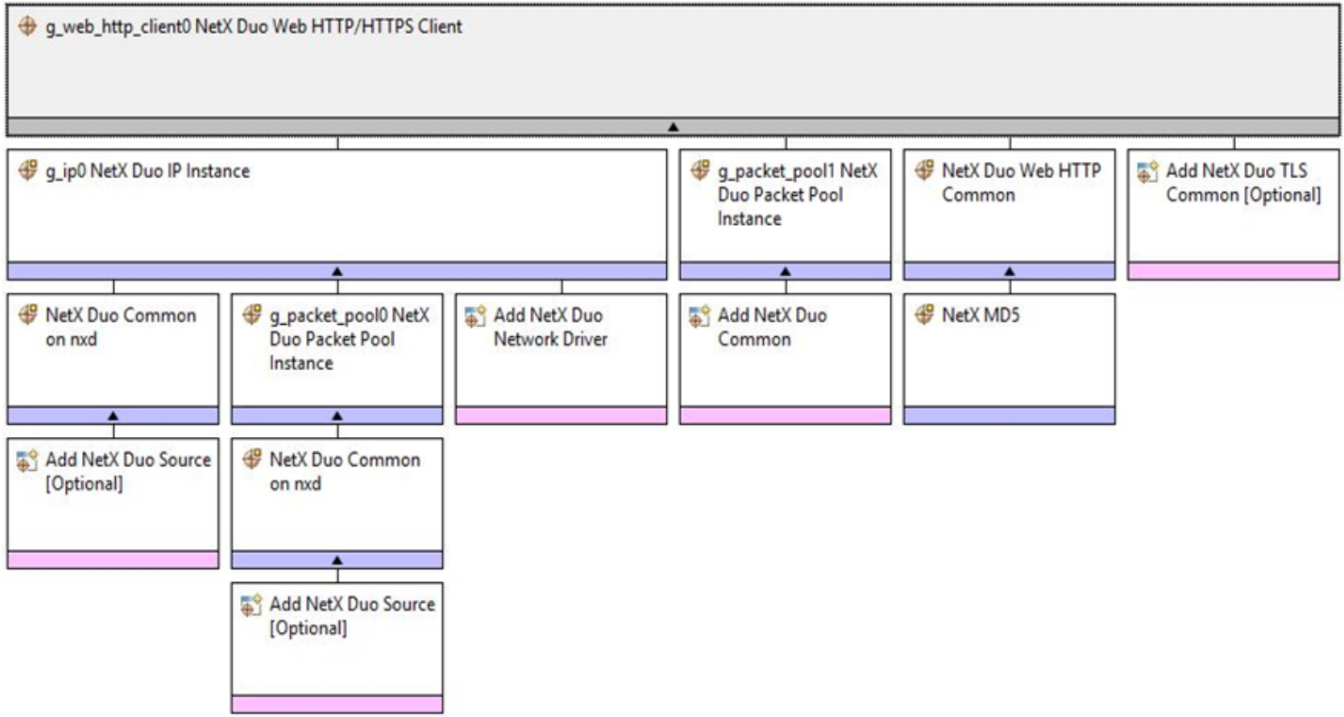 g_web_http_client0 NetX Duo Web HTTP/HTTPS Client
g_ip0 NetX Duo IP Instance
g_packet_pool1 NetX
Duo Packet Pool
Instance
NetX Duo Web HTTP
Common
Add NetX Duo TLS
Common [Optional]
NetX Duo Common
on nxd
g_packet_pool0 NetX
Duo Packet Pool
Instance
Add NetX Duo
Network Driver
Add NetX Duo
Common
NetX MD5
Add NetX Duo Source
[Optional]
NetX Duo Common
on nxd
Add NetX Duo Source
[Optional]